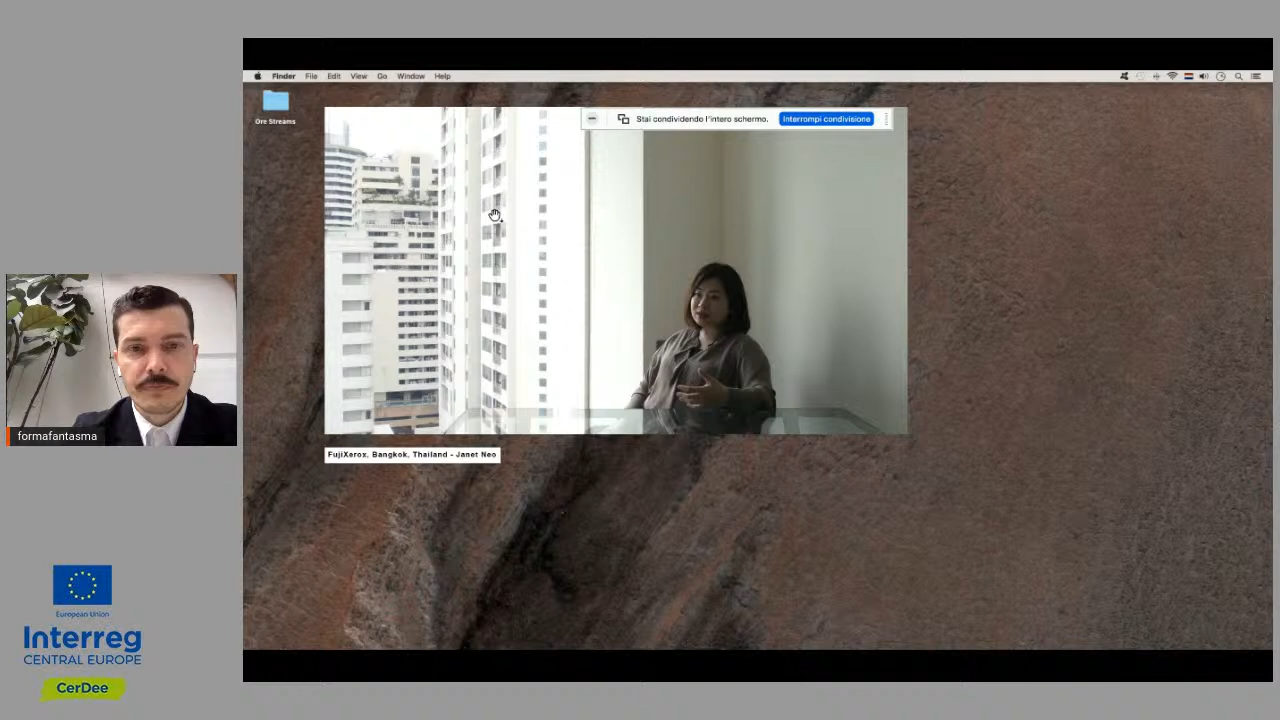 Finder File Edit View Go Window Help
Ore Streams
Stai condividendo l'intero schermo. Interrompi condivisione
FujiXerox, Bangkok, Thailand - Janet Neo
formafantasma
European Union
Interreg
CENTRAL EUROPE
CerDee